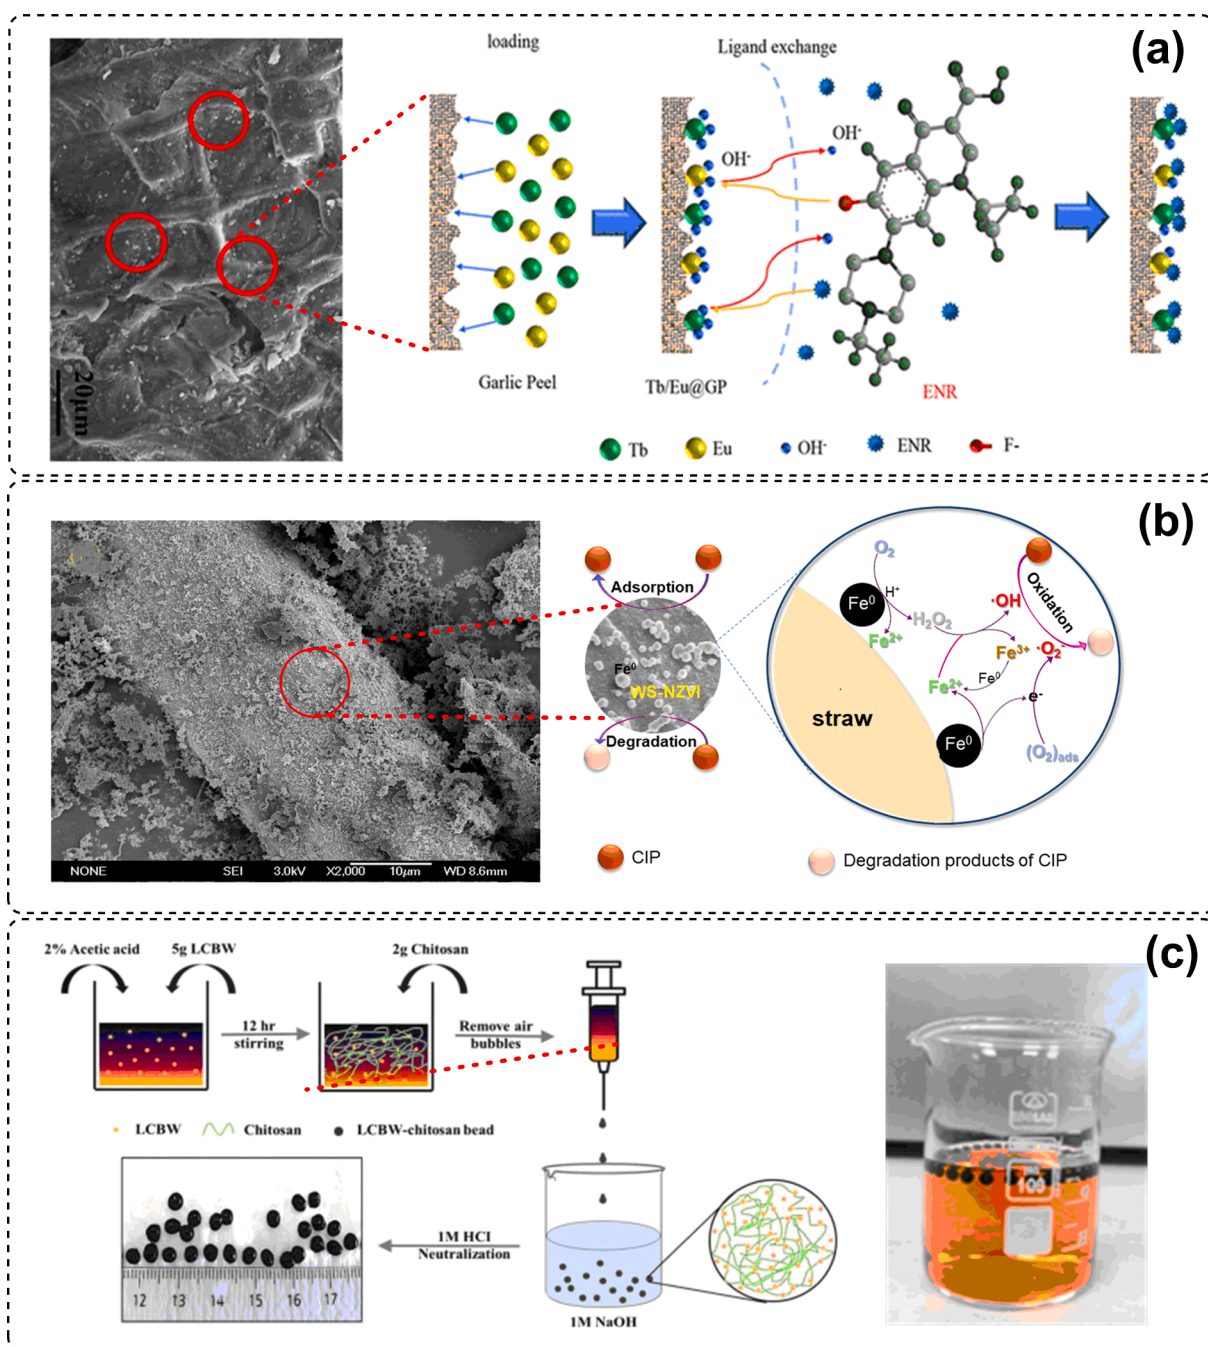 (a)
loading
Ligand exchange
OH-
OH-
20μm
Garlic Peel
Tb/Eu@GP
ENR
Tb
Eu
OH-
ENR
F-
(b)
Adsorption
Fe0
WS-NZVI
Degradation
O2
Fe0
H+
H2O2
Fe2+
·OH
Oxidation
Fe3+
·O2-
Fe0
Fe2+
e-
straw
Fe0
(O2)ads
NONE
SEI
3.0kV
X2,000
10μm
WD 8.6mm
CIP
Degradation products of CIP
(c)
2% Acetic acid
5g LCBW
2g Chitosan
12 hr
stirring
Remove air
bubbles
LCBW
Chitosan
LCBW-chitosan bead
1M HCl
Neutralization
12 13 14 15 16 17
1M NaOH
100